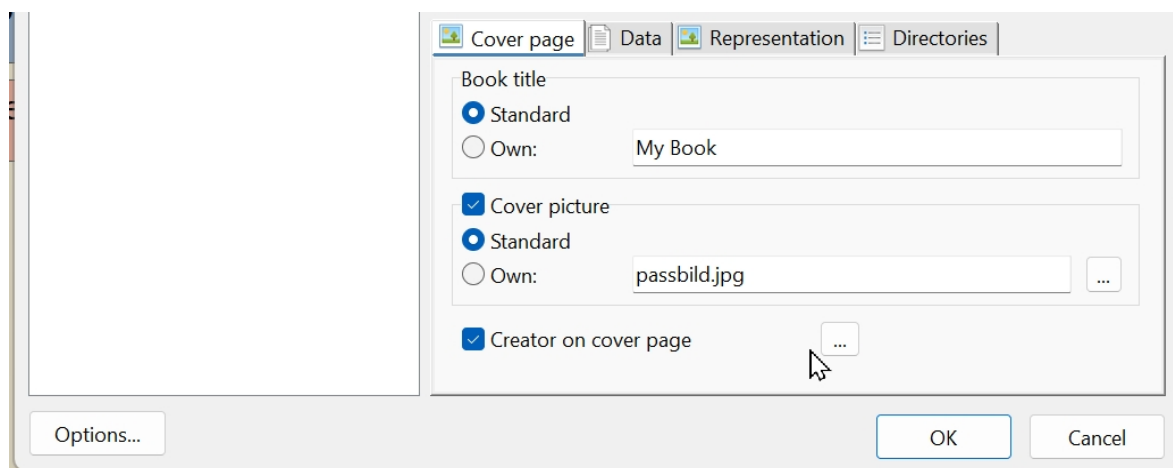 Cover page Data Representation Directories
Book title
Standard
Own: My Book
Cover picture
Standard
Own: passbild.jpg ...
Creator on cover page ...
Options... OK Cancel